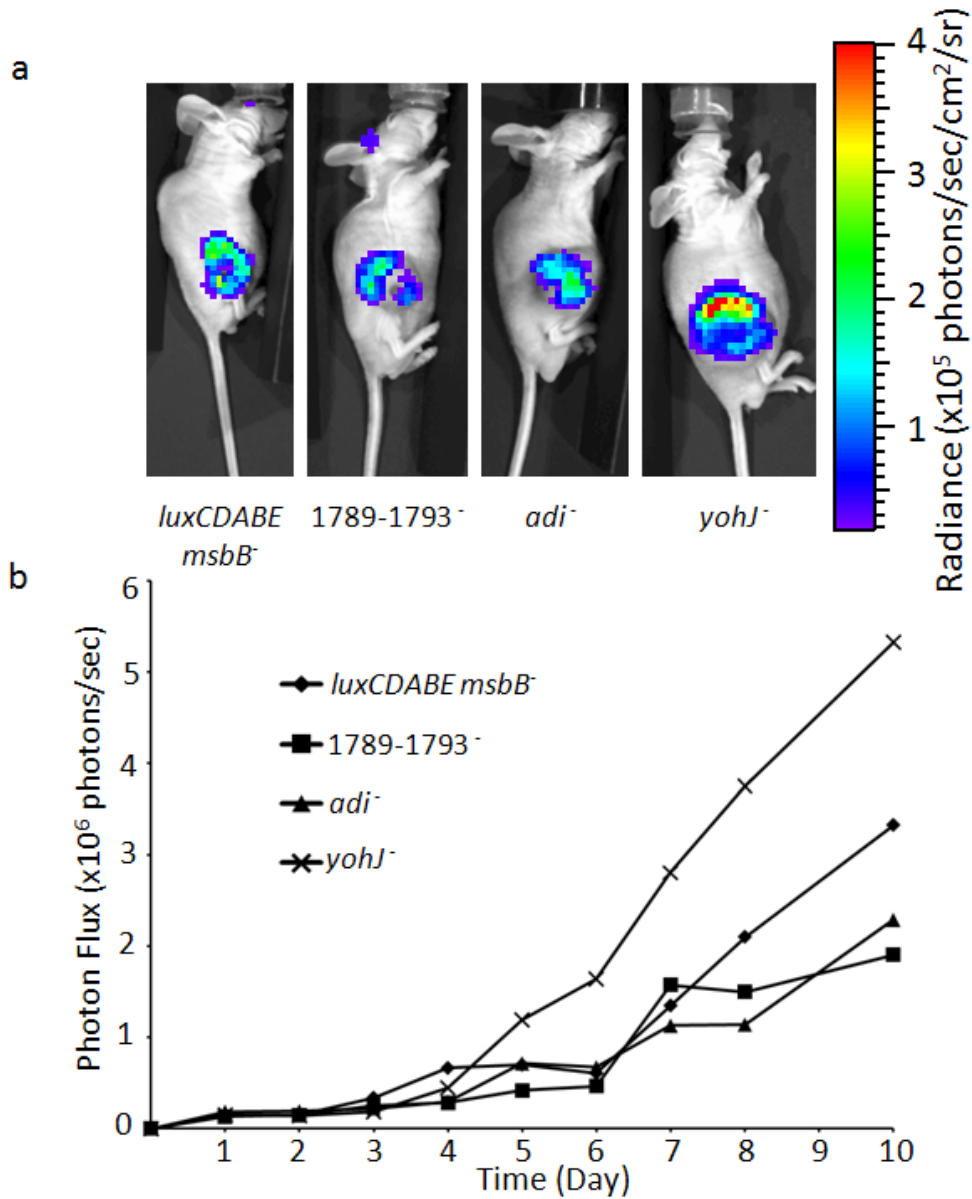 a
4
3
2
1
Radiance (x10⁵ photons/sec/cm²/sr)
luxCDABE
msbB⁻
1789-1793⁻
adi⁻
yohJ⁻
b
6
5
4
3
2
1
0
Photon Flux (x10⁶ photons/sec)
luxCDABE msbB⁻
1789-1793⁻
adi⁻
yohJ⁻
1 2 3 4 5 6 7 8 9 10
Time (Day)